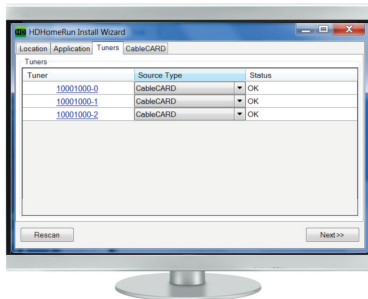 HDHomeRun Install Wizard
Location Application Tuners CableCARD
Tuners
Tuner Source Type Status
10001000-0 CableCARD OK
10001000-1 CableCARD OK
10001000-2 CableCARD OK
Rescan Next>>